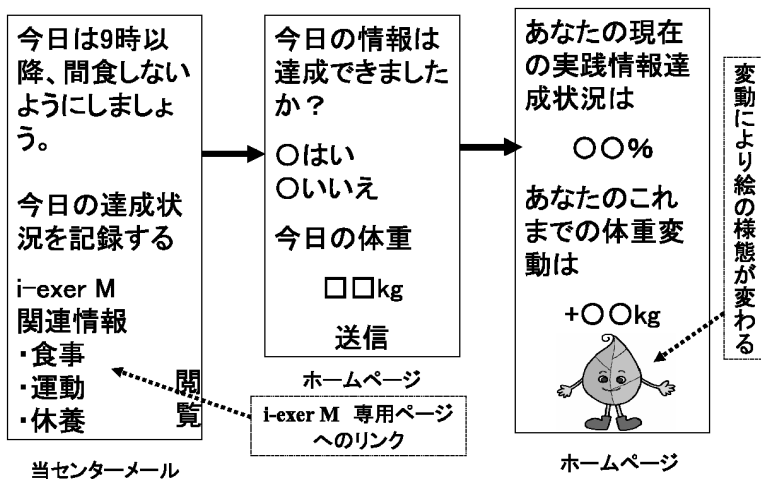 今日は9時以
降、間食しない
ようにしましょ
う。
今日の達成状
況を記録する
i-exer M
関連情報
・食事
・運動
・休養
閲覧
当センターメール
今日の情報は
達成できました
か？
○はい
○いいえ
今日の体重
□□kg
送信
ホームページ
i-exer M 専用ページ
へのリンク
あなたの現在
の実践情報達
成状況は
○○％
あなたのこれ
までの体重変
動は
+○○kg
ホームページ
変動により絵の様態が変わる